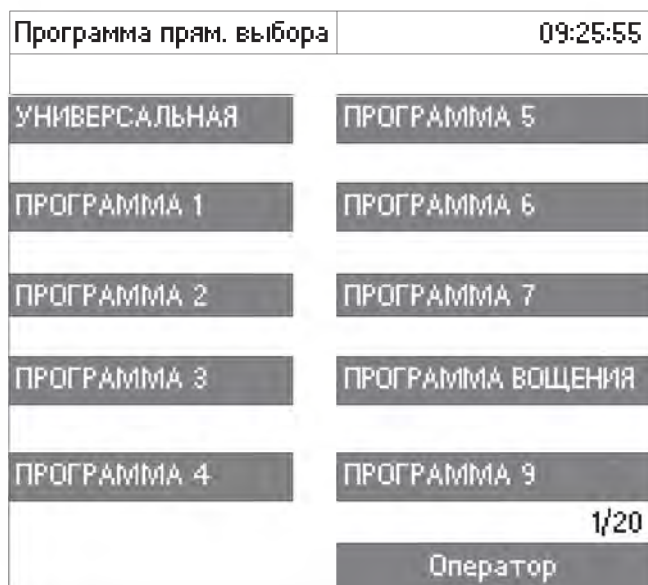 Программа прям. выбора 09:25:55
УНИВЕРСАЛЬНАЯ ПРОГРАММА 5
ПРОГРАММА 1 ПРОГРАММА 6
ПРОГРАММА 2 ПРОГРАММА 7
ПРОГРАММА 3 ПРОГРАММА ВОЩЕНИЯ
ПРОГРАММА 4 ПРОГРАММА 9
1/20
Оператор